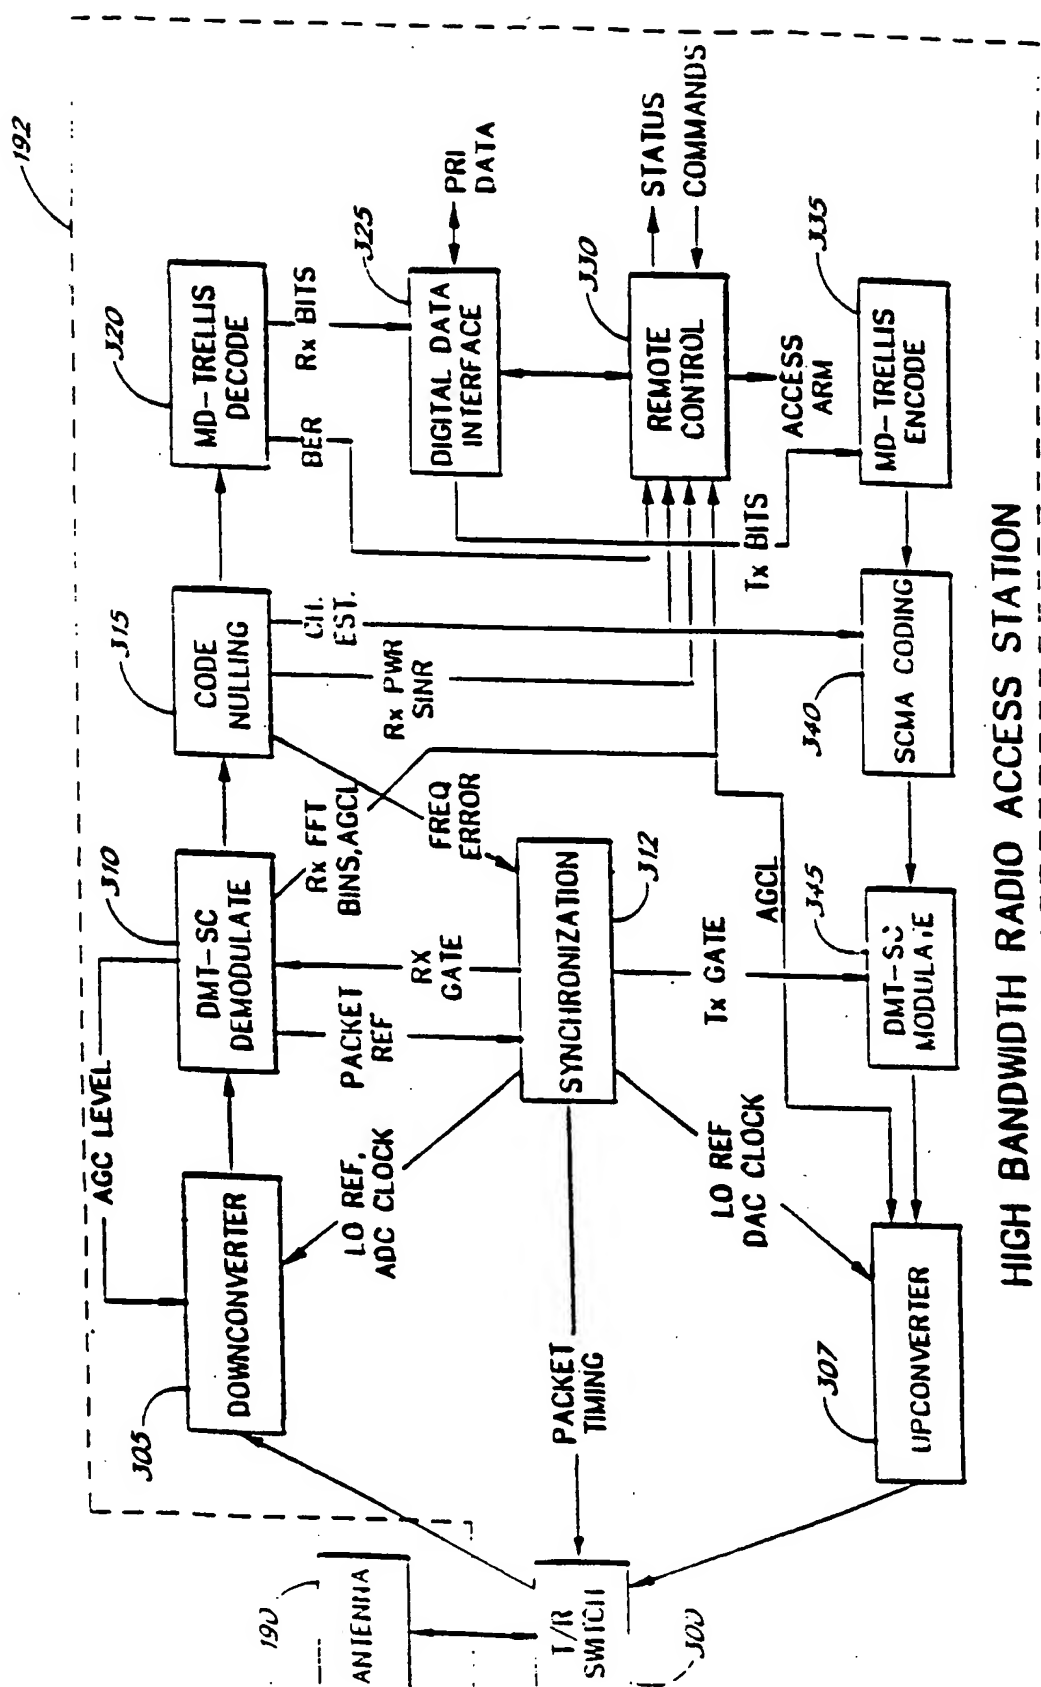 192
190
ANTENNA
T/R
SWITCH
300
305
DOWNCONVERTER
AGC LEVEL
310
DMT-SC
DEMODULATE
315
CODE
NULLING
320
MD-TRELLIS
DECODE
Rx BITS
BER
325
DIGITAL DATA
INTERFACE
PRI
DATA
CH.
EST.
Rx PWR
SINR
Rx FFT
BINS, AGCL
FREQ
ERROR
RX
GATE
PACKET
REF
LO REF,
ADC CLOCK
312
SYNCHRONIZATION
PACKET
TIMING
330
REMOTE
CONTROL
STATUS
COMMANDS
ACCESS
ARM
Tx BITS
AGCL
Tx GATE
LO REF
DAC CLOCK
335
MD-TRELLIS
ENCODE
340
SCMA CODING
345
DMT-SC
MODULATE
307
UPCONVERTER
HIGH BANDWIDTH RADIO ACCESS STATION